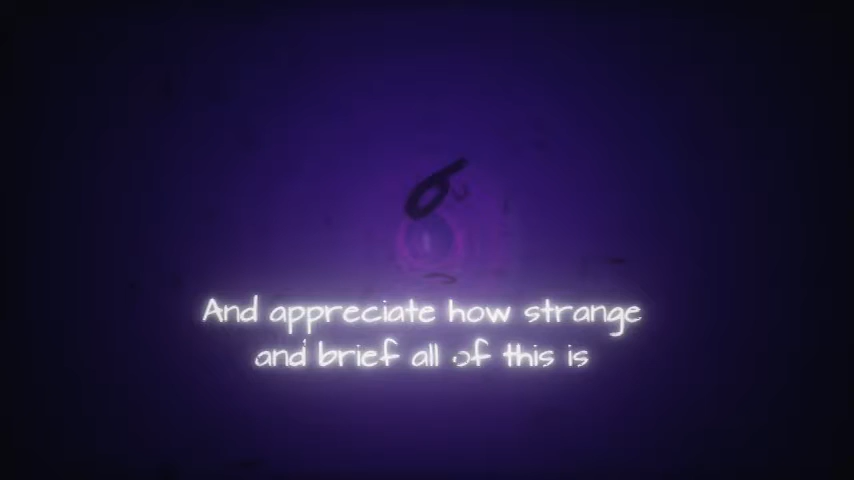 And appreciate how strange
and brief all of this is